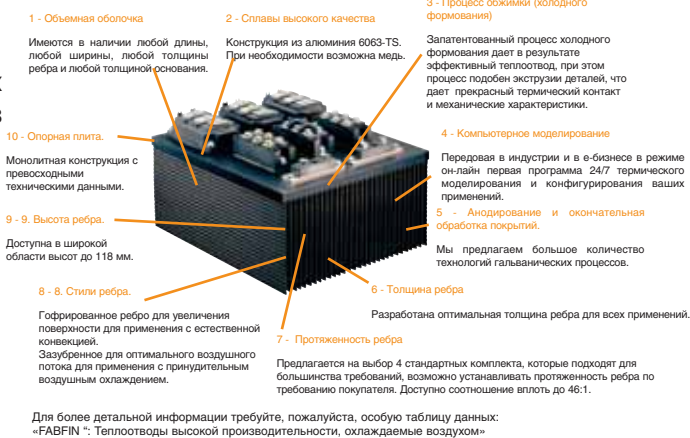 1 - Объемная оболочка
Имеются в наличии любой длины,
любой ширины, любой толщины
ребра и любой толщиной основания.
2 - Сплавы высокого качества
Конструкция из алюминия 6063-TS.
При необходимости возможна медь.
3 - Процесс обжимки (холодного
формования)
Запатентованный процесс холодного
формования дает в результате
эффективный теплоотвод, при этом
процесс подобен экструзии деталей, что
дает прекрасный термический контакт
и механические характеристики.
4 - Компьютерное моделирование
Передовая в индустрии и в е-бизнесе в режиме
он-лайн первая программа 24/7 термического
моделирования и конфигурирования ваших
применений.
5 - Анодирование и окончательная
обработка покрытий.
Мы предлагаем большое количество
технологий гальванических процессов.
6 - Толщина ребра
Разработана оптимальная толщина ребра для всех применений.
7 - Протяженность ребра
Предлагается на выбор 4 стандартных комплекта, которые подходят для
большинства требований, возможно устанавливать протяженность ребра по
требованию покупателя. Доступно соотношение вплоть до 46:1.
8 - 8. Стили ребра.
Гофрированное ребро для увеличения
поверхности для применения с естественной
конвекцией.
Зазубренное для оптимального воздушного
потока для применения с принудительным
воздушным охлаждением.
9 - 9. Высота ребра.
Доступна в широкой
области высот до 118 мм.
10 - Опорная плита.
Монолитная конструкция с
превосходными
техническими данными.
Для более детальной информации требуйте, пожалуйста, особую таблицу данных:
«FABFIN “: Теплоотводы высокой производительности, охлаждаемые воздухом»